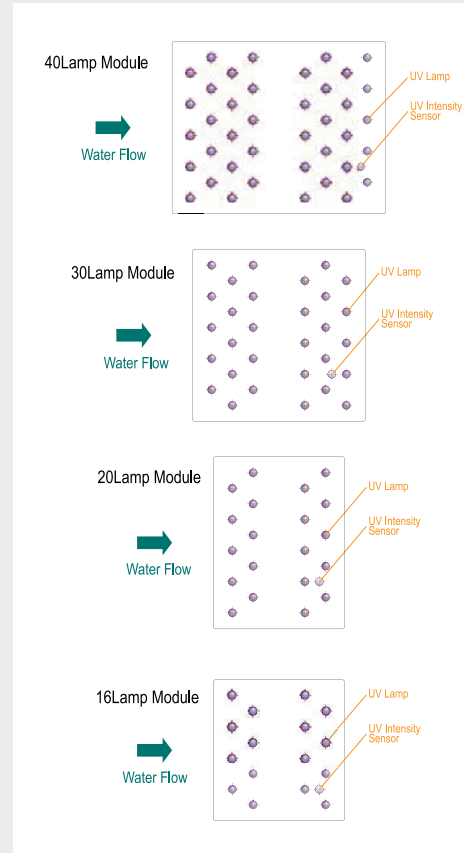 40Lamp Module
UV Lamp
UV Intensity
Sensor
Water Flow
30Lamp Module
UV Lamp
UV Intensity
Sensor
Water Flow
20Lamp Module
UV Lamp
UV Intensity
Sensor
Water Flow
16Lamp Module
UV Lamp
UV Intensity
Sensor
Water Flow